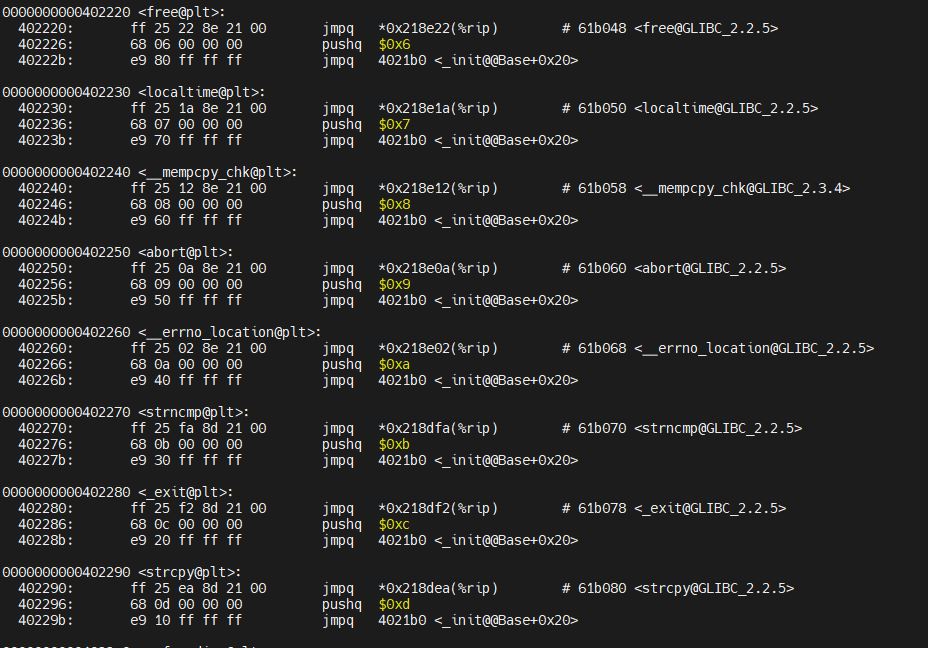 0000000000402220 <free@plt>:
  402220:       ff 25 22 8e 21 00       jmpq   *0x218e22(%rip)        # 61b048 <free@GLIBC_2.2.5>
  402226:       68 06 00 00 00          pushq  $0x6
  40222b:       e9 80 ff ff ff          jmpq   4021b0 <_init@@Base+0x20>

0000000000402230 <localtime@plt>:
  402230:       ff 25 1a 8e 21 00       jmpq   *0x218e1a(%rip)        # 61b050 <localtime@GLIBC_2.2.5>
  402236:       68 07 00 00 00          pushq  $0x7
  40223b:       e9 70 ff ff ff          jmpq   4021b0 <_init@@Base+0x20>

0000000000402240 <__mempcpy_chk@plt>:
  402240:       ff 25 12 8e 21 00       jmpq   *0x218e12(%rip)        # 61b058 <__mempcpy_chk@GLIBC_2.3.4>
  402246:       68 08 00 00 00          pushq  $0x8
  40224b:       e9 60 ff ff ff          jmpq   4021b0 <_init@@Base+0x20>

0000000000402250 <abort@plt>:
  402250:       ff 25 0a 8e 21 00       jmpq   *0x218e0a(%rip)        # 61b060 <abort@GLIBC_2.2.5>
  402256:       68 09 00 00 00          pushq  $0x9
  40225b:       e9 50 ff ff ff          jmpq   4021b0 <_init@@Base+0x20>

0000000000402260 <__errno_location@plt>:
  402260:       ff 25 02 8e 21 00       jmpq   *0x218e02(%rip)        # 61b068 <__errno_location@GLIBC_2.2.5>
  402266:       68 0a 00 00 00          pushq  $0xa
  40226b:       e9 40 ff ff ff          jmpq   4021b0 <_init@@Base+0x20>

0000000000402270 <strncmp@plt>:
  402270:       ff 25 fa 8d 21 00       jmpq   *0x218dfa(%rip)        # 61b070 <strncmp@GLIBC_2.2.5>
  402276:       68 0b 00 00 00          pushq  $0xb
  40227b:       e9 30 ff ff ff          jmpq   4021b0 <_init@@Base+0x20>

0000000000402280 <_exit@plt>:
  402280:       ff 25 f2 8d 21 00       jmpq   *0x218df2(%rip)        # 61b078 <_exit@GLIBC_2.2.5>
  402286:       68 0c 00 00 00          pushq  $0xc
  40228b:       e9 20 ff ff ff          jmpq   4021b0 <_init@@Base+0x20>

0000000000402290 <strcpy@plt>:
  402290:       ff 25 ea 8d 21 00       jmpq   *0x218dea(%rip)        # 61b080 <strcpy@GLIBC_2.2.5>
  402296:       68 0d 00 00 00          pushq  $0xd
  40229b:       e9 10 ff ff ff          jmpq   4021b0 <_init@@Base+0x20>